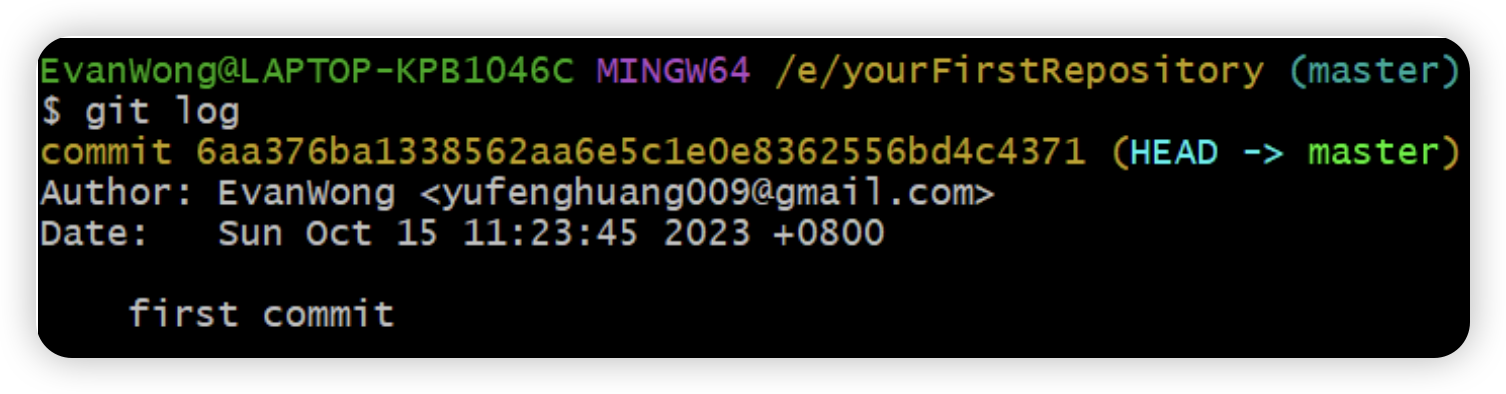 EvanWong@LAPTOP-KPB1046C MINGW64 /e/yourFirstRepository (master)
$ git log
commit 6aa376ba1338562aa6e5c1e0e8362556bd4c4371 (HEAD -> master)
Author: EvanWong <yufenghuang009@gmail.com>
Date:   Sun Oct 15 11:23:45 2023 +0800
    first commit